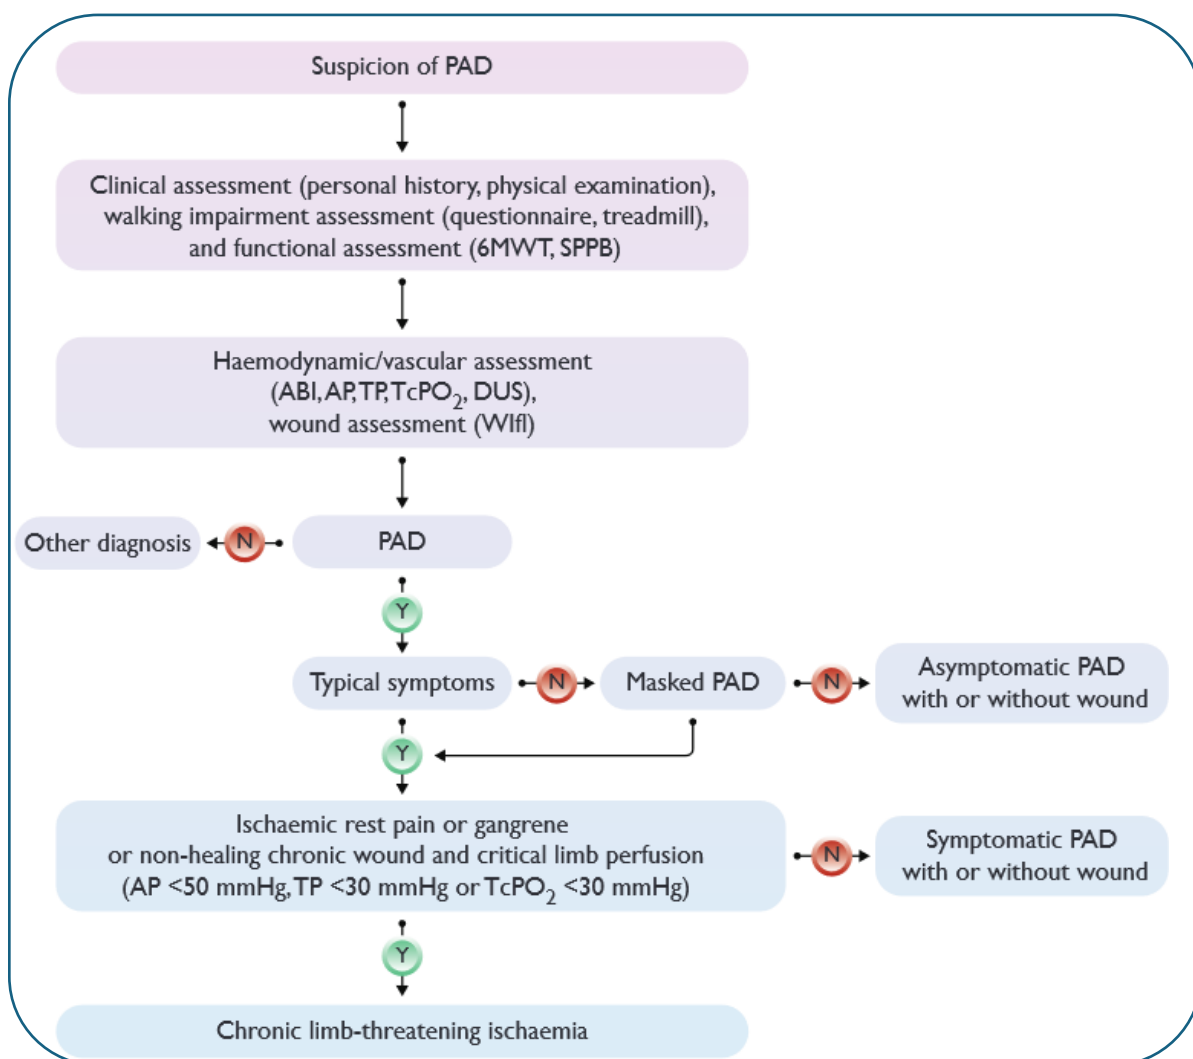 Suspicion of PAD
Clinical assessment (personal history, physical examination),
walking impairment assessment (questionnaire, treadmill),
and functional assessment (6MWT, SPPB)
Haemodynamic/vascular assessment
(ABI, AP, TP, TcPO₂, DUS),
wound assessment (WIfI)
Other diagnosis
N
PAD
Y
Typical symptoms
N
Masked PAD
N
Asymptomatic PAD
with or without wound
Y
Ischaemic rest pain or gangrene
or non-healing chronic wound and critical limb perfusion
(AP <50 mmHg, TP <30 mmHg or TcPO₂ <30 mmHg)
N
Symptomatic PAD
with or without wound
Y
Chronic limb-threatening ischaemia